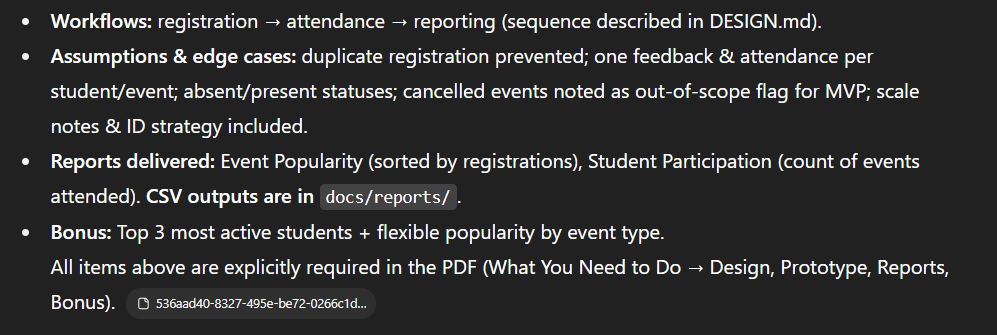 • Workflows: registration → attendance → reporting (sequence described in DESIGN.md).
• Assumptions & edge cases: duplicate registration prevented; one feedback & attendance per
student/event; absent/present statuses; cancelled events noted as out-of-scope flag for MVP; scale
notes & ID strategy included.
• Reports delivered: Event Popularity (sorted by registrations), Student Participation (count of events
attended). CSV outputs are in docs/reports/.
• Bonus: Top 3 most active students + flexible popularity by event type.
All items above are explicitly required in the PDF (What You Need to Do → Design, Prototype, Reports,
Bonus). 536aad40-8327-495e-be72-0266c1d...